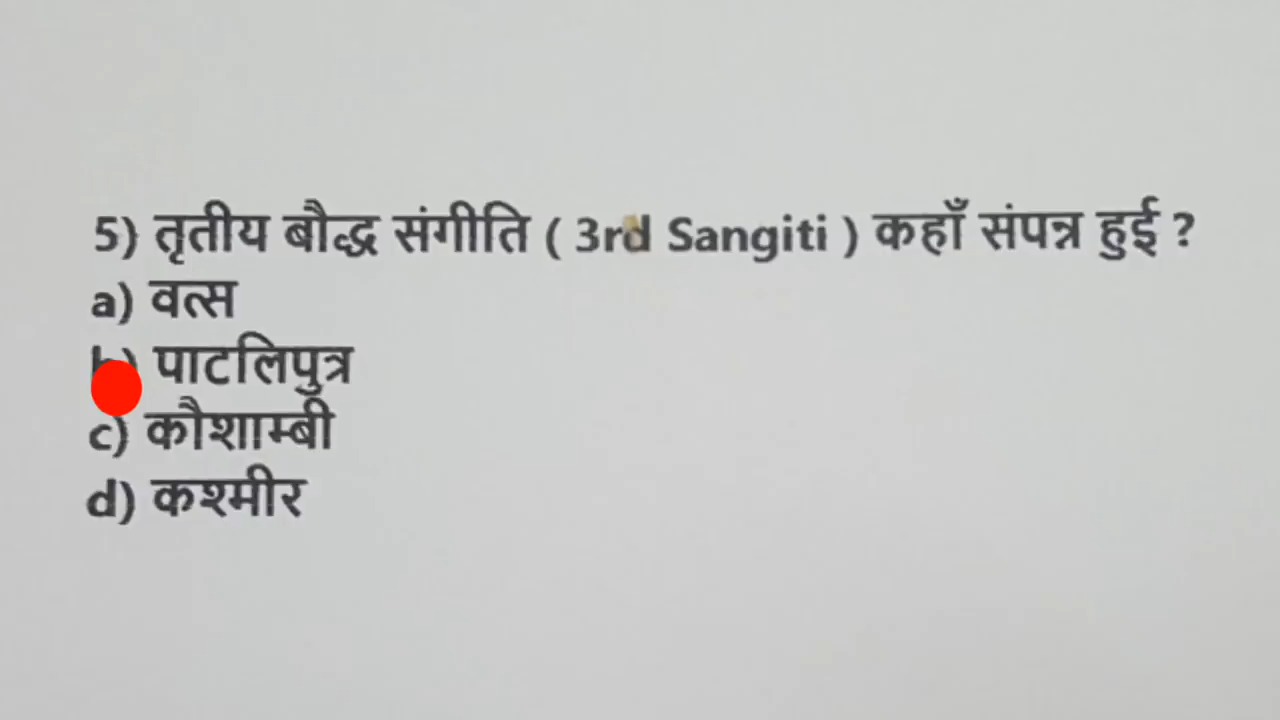 5) तृतीय बौद्ध संगीति ( 3rd Sangiti ) कहाँ संपन्न हुई ?
a) वत्स
b) पाटलिपुत्र
c) कौशाम्बी
d) कश्मीर